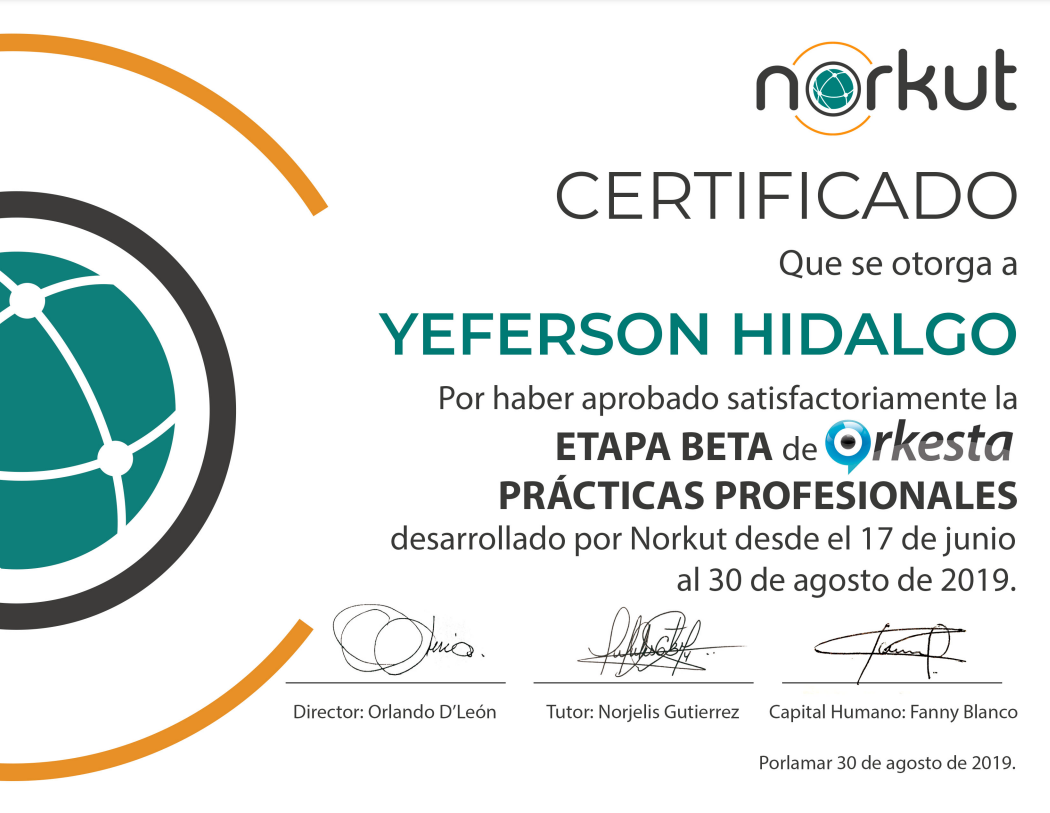 norkut
CERTIFICADO
Que se otorga a
YEFERSON HIDALGO
Por haber aprobado satisfactoriamente la
ETAPA BETA de Orkesta
PRÁCTICAS PROFESIONALES
desarrollado por Norkut desde el 17 de junio
al 30 de agosto de 2019.
Director: Orlando D’León
Tutor: Norjelis Gutierrez
Capital Humano: Fanny Blanco
Porlamar 30 de agosto de 2019.